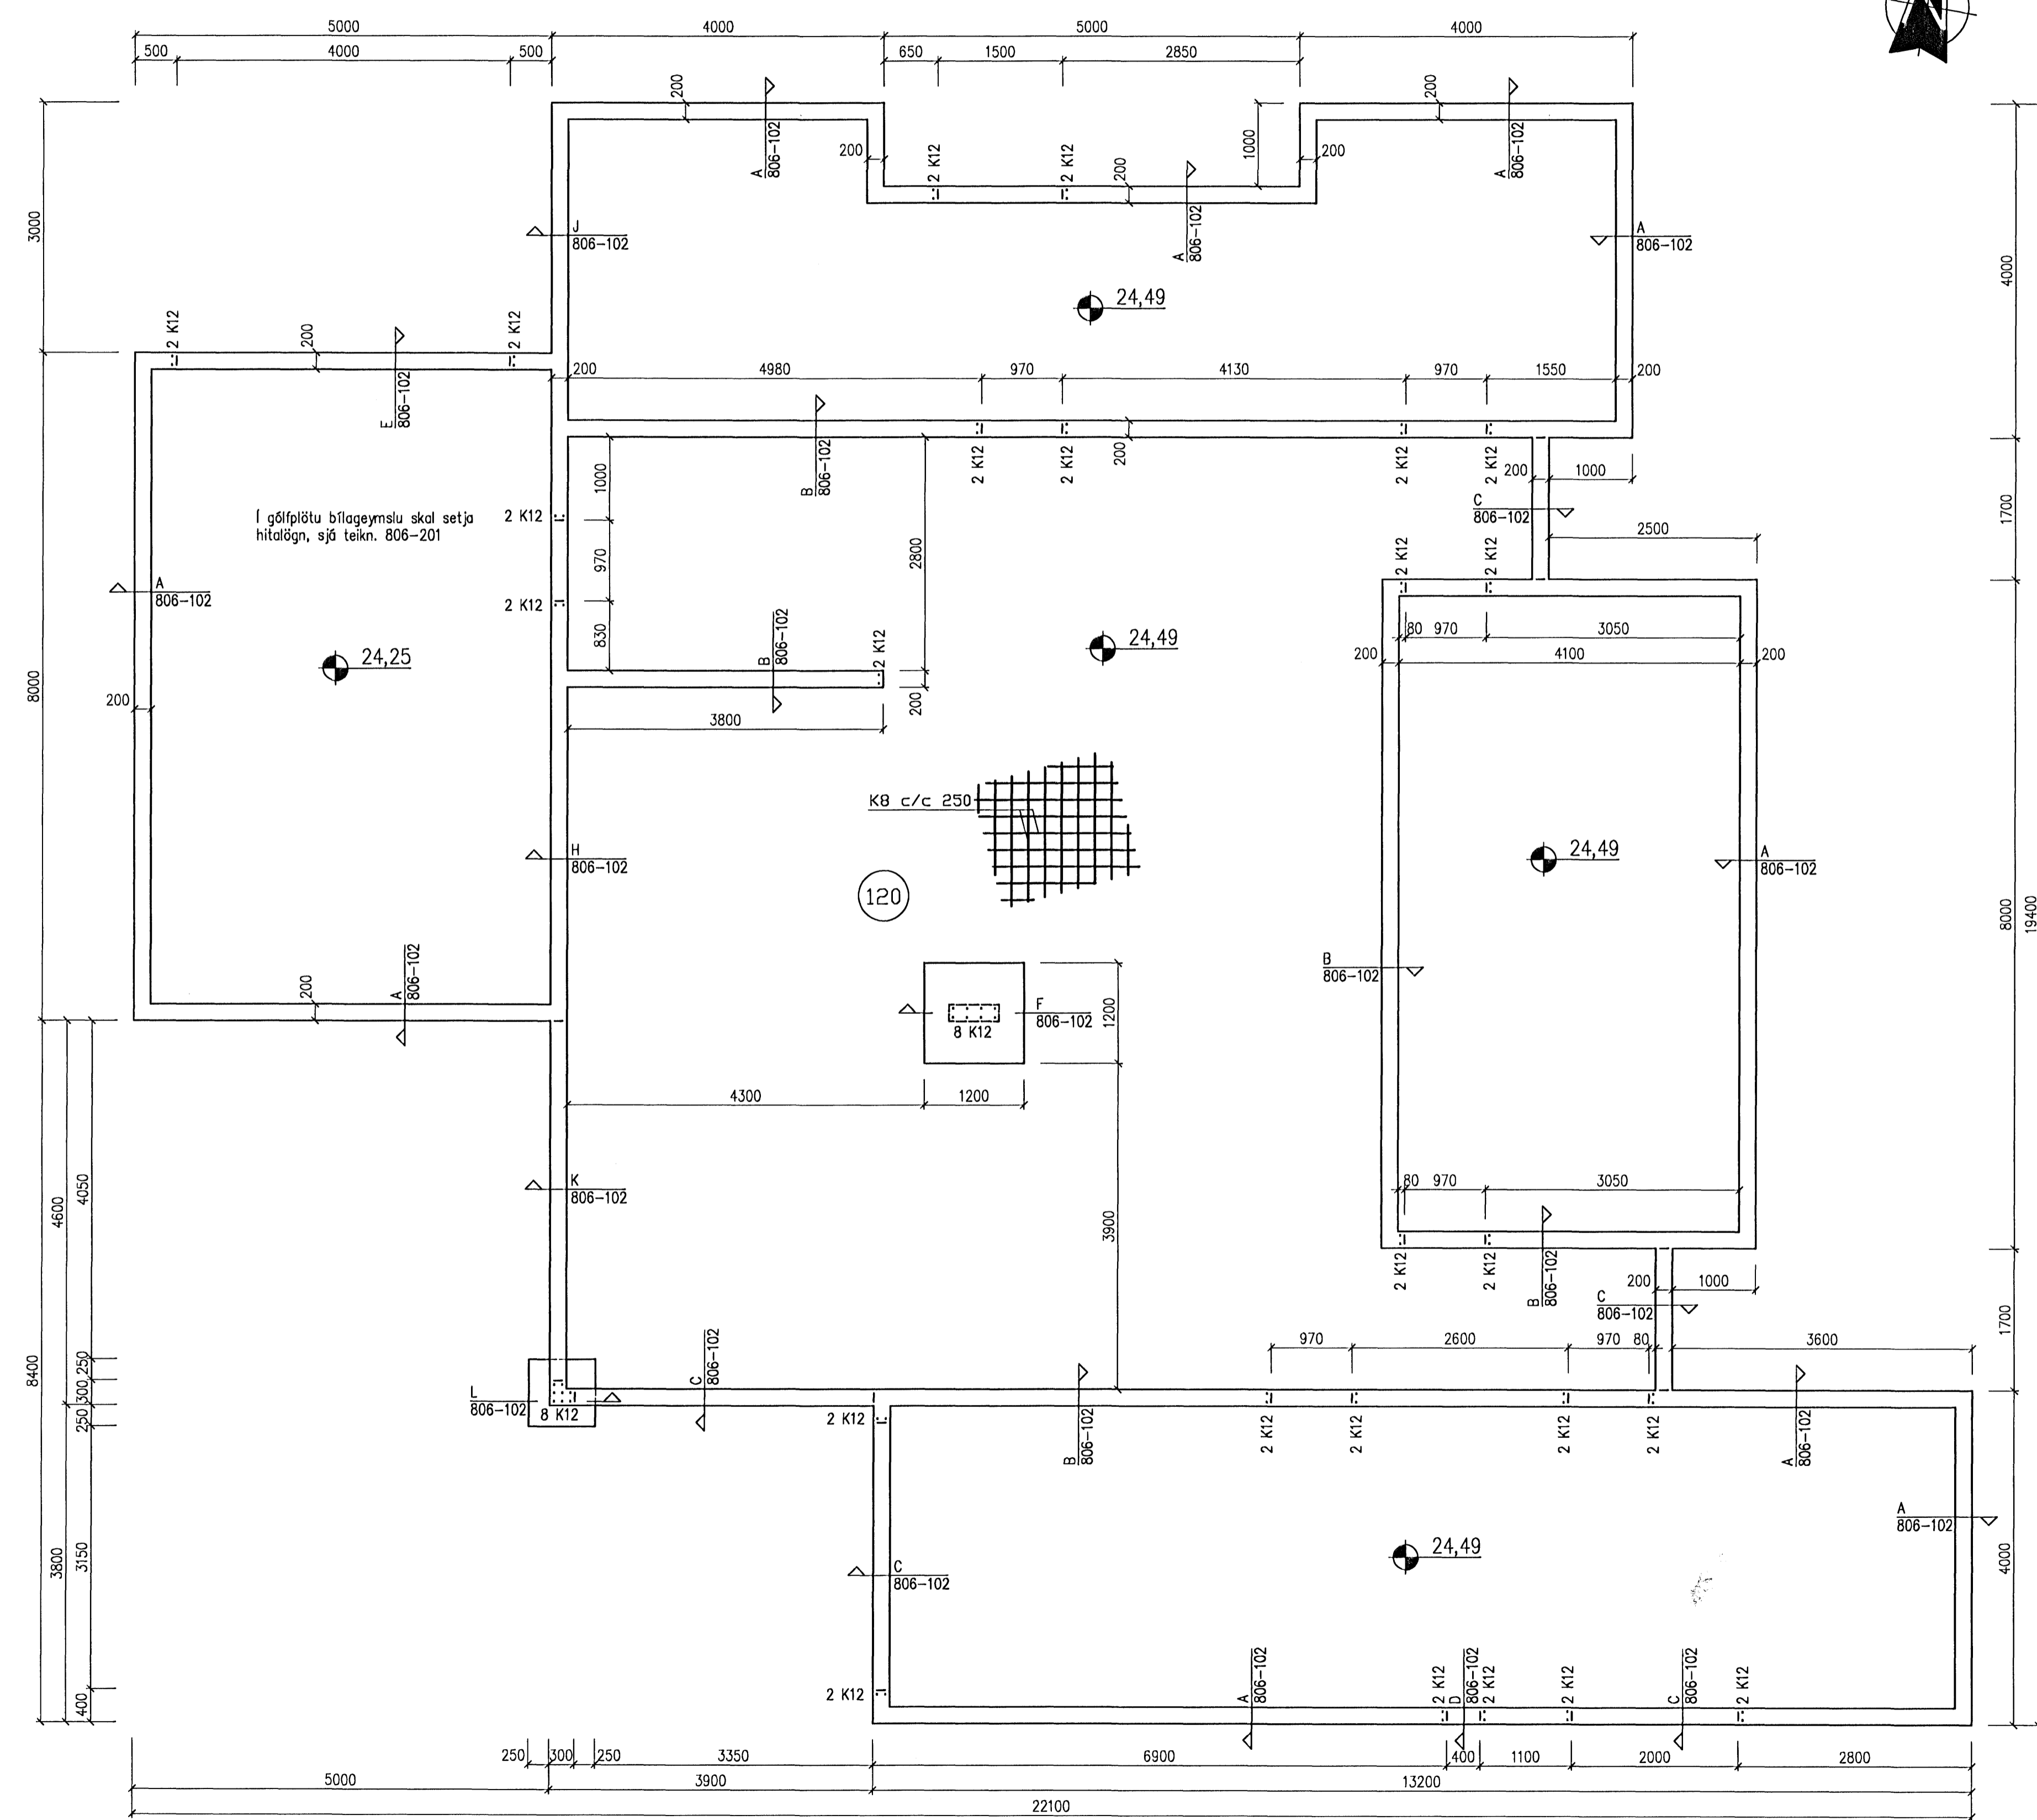 5000
4000
5000
4000
500
4000
500
650
1500
2850
N
200
A
806-102
200
2 K12
2 K12
200
A
806-102
1000
200
200
A
806-102
3000
J
806-102
A
806-102
4000
24,49
2 K12
200
E
806-102
2 K12
200
4980
970
4130
970
1550
200
B
806-102
2 K12
2 K12
200
2 K12
2 K12
200
1000
C
806-102
1700
2500
Í gólfplötu bílageymslu skal setja
hitalögn, sjá teikn. 806-201
2 K12
1000
970
2 K12
830
2800
2 K12
2 K12
A
806-102
B
806-102
2 K12
24,49
80
970
3050
200
4100
200
24,25
8000
200
200
3800
K8 c/c 250
H
806-102
120
24,49
A
806-102
8000
19400
A
806-102
200
B
806-102
F
806-102
8 K12
1200
4300
1200
K
806-102
4050
4600
3900
80
970
3050
2 K12
2 K12
B
806-102
200
1000
C
806-102
1700
970
2600
970
80
3600
8400
250
300
250
L
806-102
8 K12
C
806-102
2 K12
B
806-102
2 K12
2 K12
2 K12
2 K12
A
806-102
A
806-102
24,49
3800
3150
C
806-102
4000
400
2 K12
A
806-102
2 K12
D
806-102
2 K12
2 K12
C
806-102
2 K12
250
300
250
3350
6900
400
1100
2000
2800
5000
3900
13200
22100